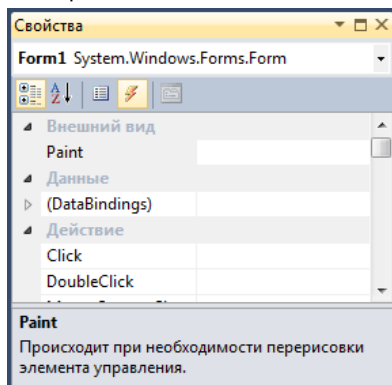 Свойства
Form1 System.Windows.Forms.Form
Внешний вид
Paint
Данные
(DataBindings)
Действие
Click
DoubleClick
Paint
Происходит при необходимости перерисовки
элемента управления.